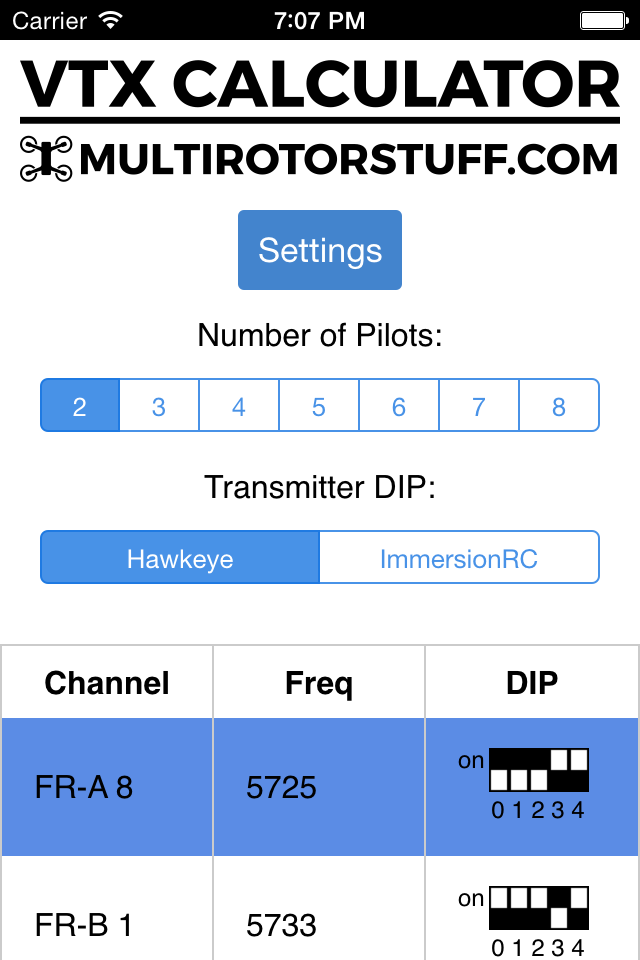 Carrier 7:07 PM
VTX CALCULATOR
MULTIROTORSTUFF.COM
Settings
Number of Pilots:
2 3 4 5 6 7 8
Transmitter DIP:
Hawkeye ImmersionRC
Channel Freq DIP
on
FR-A 8 5725
0 1 2 3 4
on
FR-B 1 5733
0 1 2 3 4